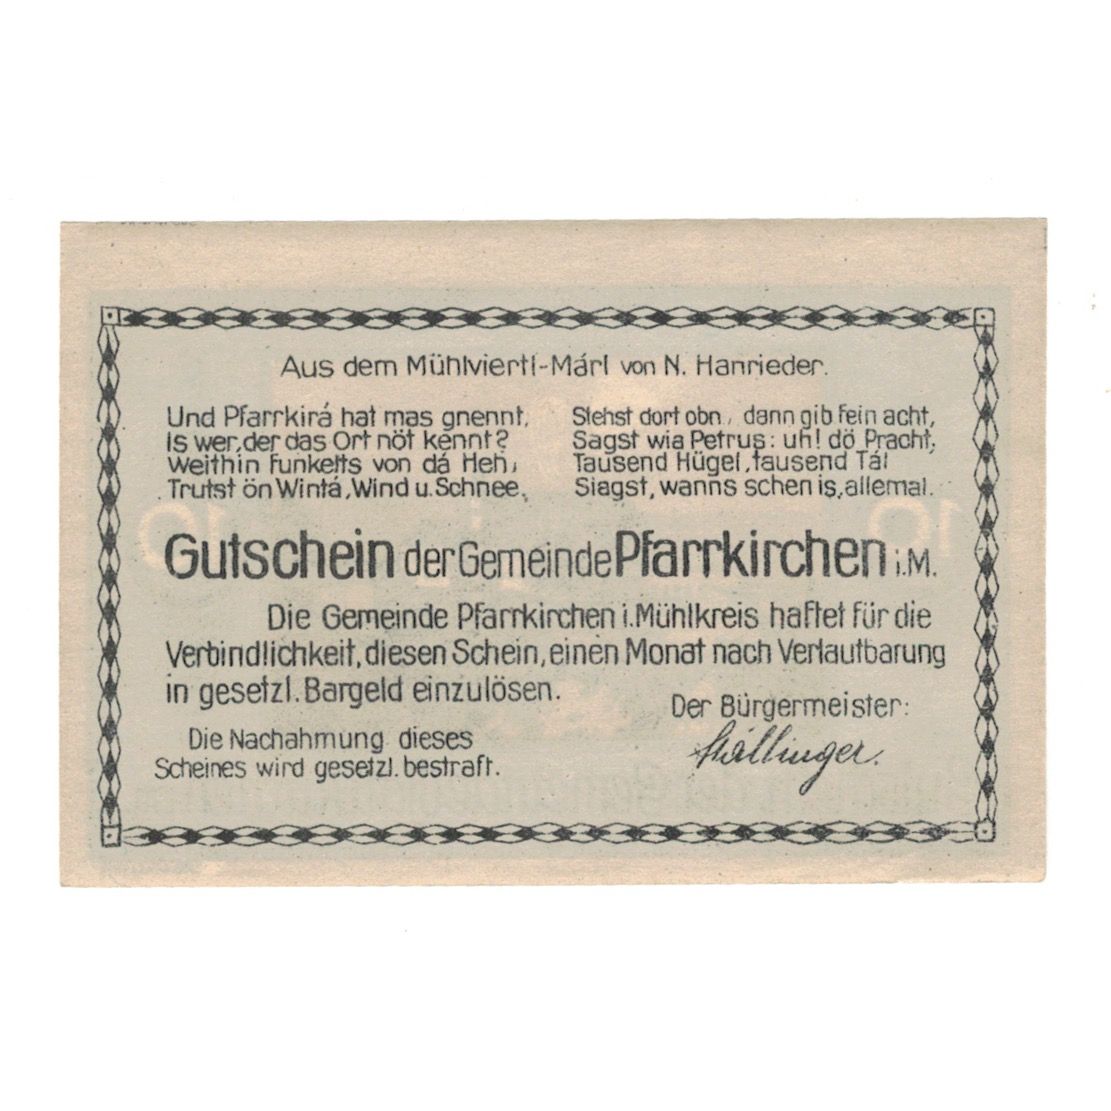 Aus dem Mühlviertl-Márl von N. Hanrieder.
Und Pfarrkirá hat mas gnennt,
Is wer, der das Ort nöt kennt?
Weithin funkelts von dá Heh,
Trutst ön Wintá, Wind u. Schnee.
Stehst dort obn, dann gib fein acht,
Sagst wia Petrus: uh! dö Pracht;
Tausend Hügel, tausend Tál
Siagst, wanns schen is, allemal.
10 10
Gutschein der Gemeinde Pfarrkirchen i. M.
Die Gemeinde Pfarrkirchen i. Mühlkreis haftet für die
Verbindlichkeit, diesen Schein, einen Monat nach Verlautbarung
in gesetzl. Bargeld einzulösen.
Der Bürgermeister:
Die Nachahmung dieses
Scheines wird gesetzl. bestraft.